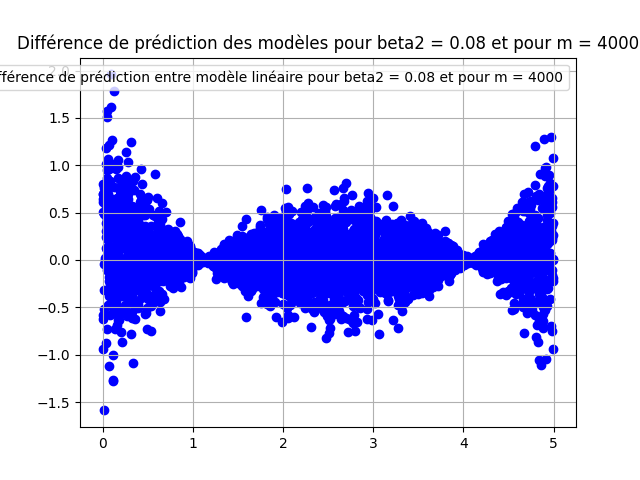 Différence de prédiction des modèles pour beta2 = 0.08 et pour m = 4000
fférence de prédiction entre modèle linéaire pour beta2 = 0.08 et pour m = 4000
2.0
1.5
1.0
0.5
0.0
−0.5
−1.0
−1.5
0 1 2 3 4 5